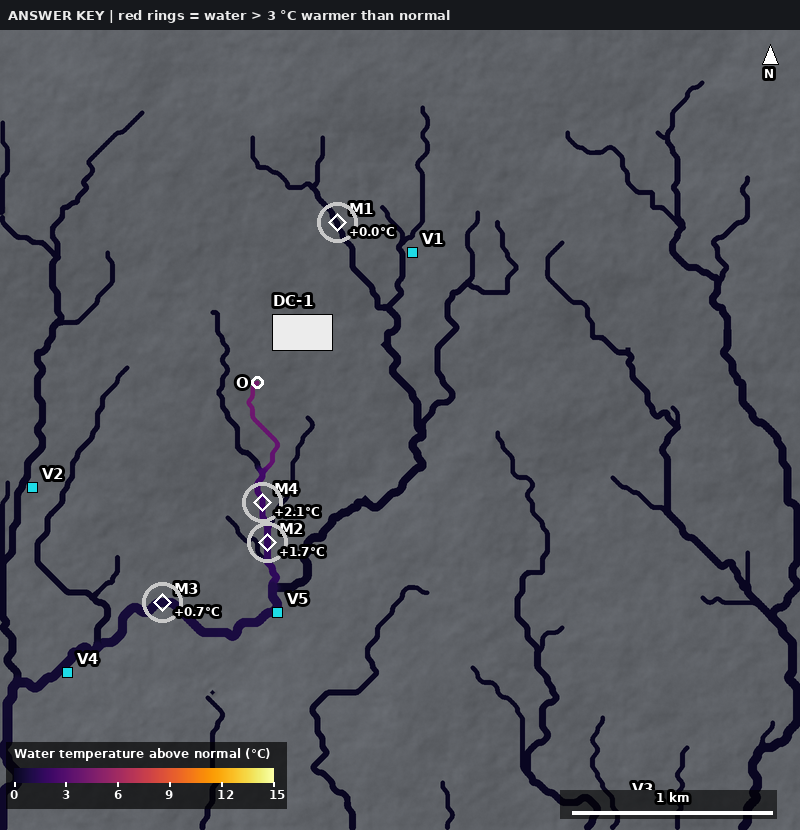 ANSWER KEY | red rings = water > 3 °C warmer than normal
N
M1
+0.0°C
V1
DC-1
O
V2
M4
+2.1°C
M2
+1.7°C
M3
+0.7°C
V5
V4
Water temperature above normal (°C)
0 3 6 9 12 15
V3
1 km